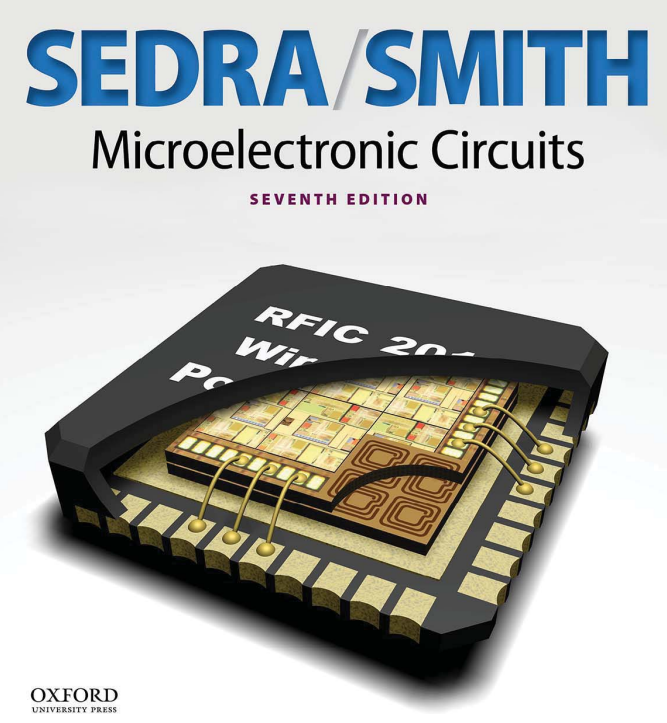 SEDRA/SMITH
Microelectronic Circuits
SEVENTH EDITION
RFIC
OXFORD
UNIVERSITY PRESS